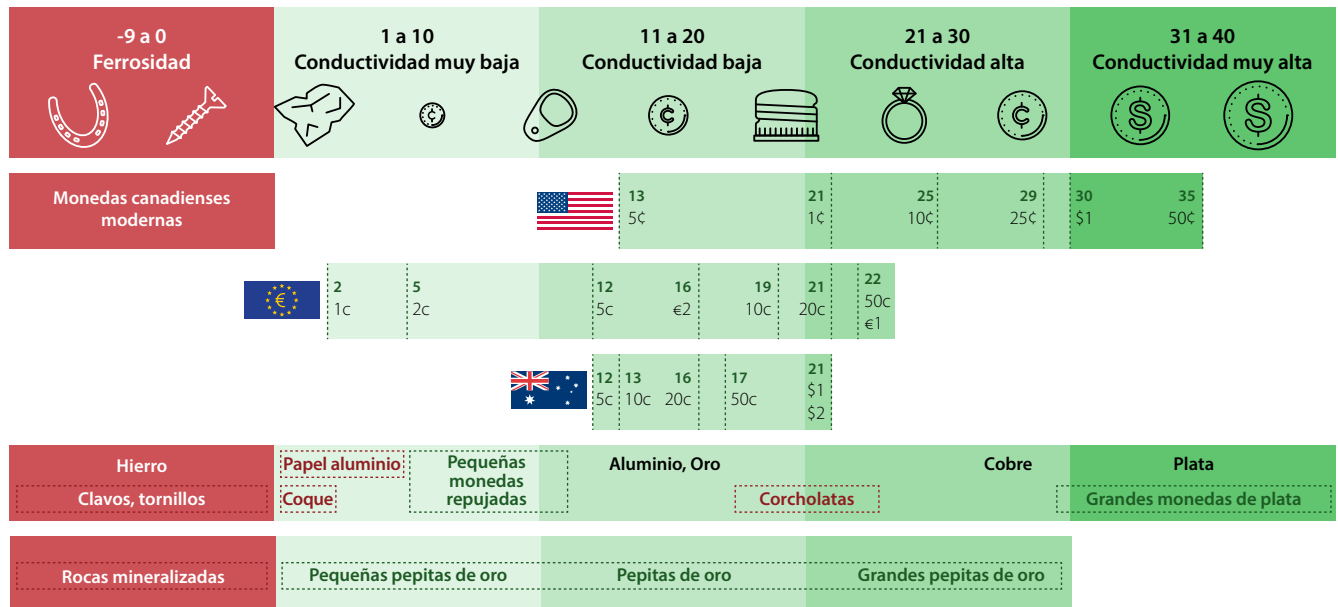 -9 a 0
Ferrosidad
1 a 10
Conductividad muy baja
11 a 20
Conductividad baja
21 a 30
Conductividad alta
31 a 40
Conductividad muy alta
¢
¢
¢
$
$
Monedas canadienses
modernas
13
5¢
21
1¢
25
10¢
29
25¢
30
$1
35
50¢
€
2
1c
5
2c
12
5c
16
€2
19
10c
21
20c
22
50c
€1
12
5c
13
10c
16
20c
17
50c
21
$1
$2
Hierro
Clavos, tornillos
Papel aluminio
Coque
Pequeñas
monedas
repujadas
Aluminio, Oro
Corcholatas
Cobre
Plata
Grandes monedas de plata
Rocas mineralizadas
Pequeñas pepitas de oro
Pepitas de oro
Grandes pepitas de oro